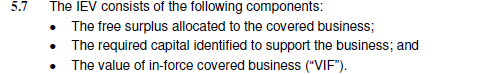 5.7 The IEV consists of the following components:
• The free surplus allocated to the covered business;
• The required capital identified to support the business; and
• The value of in-force covered business (“VIF”).